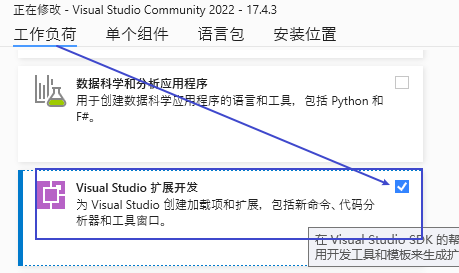 正在修改 - Visual Studio Community 2022 - 17.4.3
工作负荷 单个组件 语言包 安装位置
数据科学和分析应用程序
用于创建数据科学应用程序的语言和工具，包括 Python 和
F#。
Visual Studio 扩展开发
为 Visual Studio 创建加载项和扩展，包括新命令、代码分
析器和工具窗口。
在 Visual Studio SDK 的帮
用开发工具和模板来生成扩